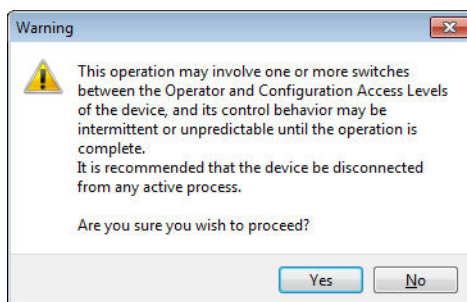 Warning
This operation may involve one or more switches
between the Operator and Configuration Access Levels
of the device, and its control behavior may be
intermittent or unpredictable until the operation is
complete.
It is recommended that the device be disconnected
from any active process.
Are you sure you wish to proceed?
Yes
No